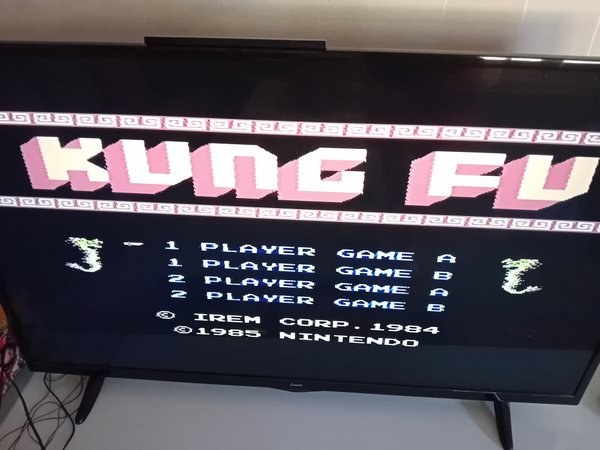 KUNG FU
- 1 PLAYER GAME A
1 PLAYER GAME B
2 PLAYER GAME A
2 PLAYER GAME B
© IREM CORP. 1984
©1985 NINTENDO